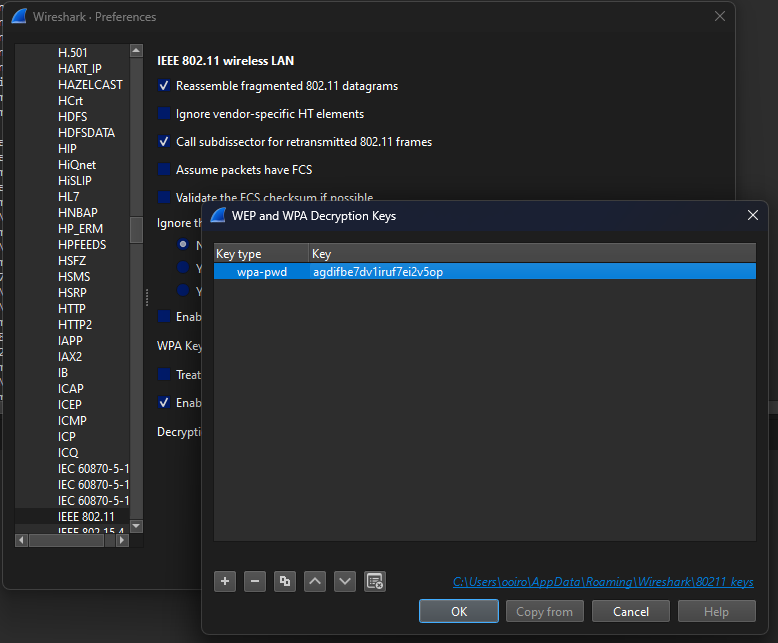 Wireshark · Preferences
H.501
HART_IP
HAZELCAST
HCrt
HDFS
HDFSDATA
HIP
HiQnet
HiSLIP
HL7
HNBAP
HP_ERM
HPFEEDS
HSFZ
HSMS
HSRP
HTTP
HTTP2
IAPP
IAX2
IB
ICAP
ICEP
ICMP
ICP
ICQ
IEC 60870-5-1
IEC 60870-5-1
IEC 60870-5-1
IEEE 802.11
IEEE 802.15.4
IEEE 802.11 wireless LAN
Reassemble fragmented 802.11 datagrams
Ignore vendor-specific HT elements
Call subdissector for retransmitted 802.11 frames
Assume packets have FCS
Validate the FCS checksum if possible
Ignore th
N
Y
Y
Enab
WPA Key
Treat
Enab
Decrypti
WEP and WPA Decryption Keys
Key type Key
wpa-pwd agdifbe7dv1iruf7ei2v5op
C:\Users\ooiro\AppData\Roaming\Wireshark\80211_keys
OK Copy from Cancel Help